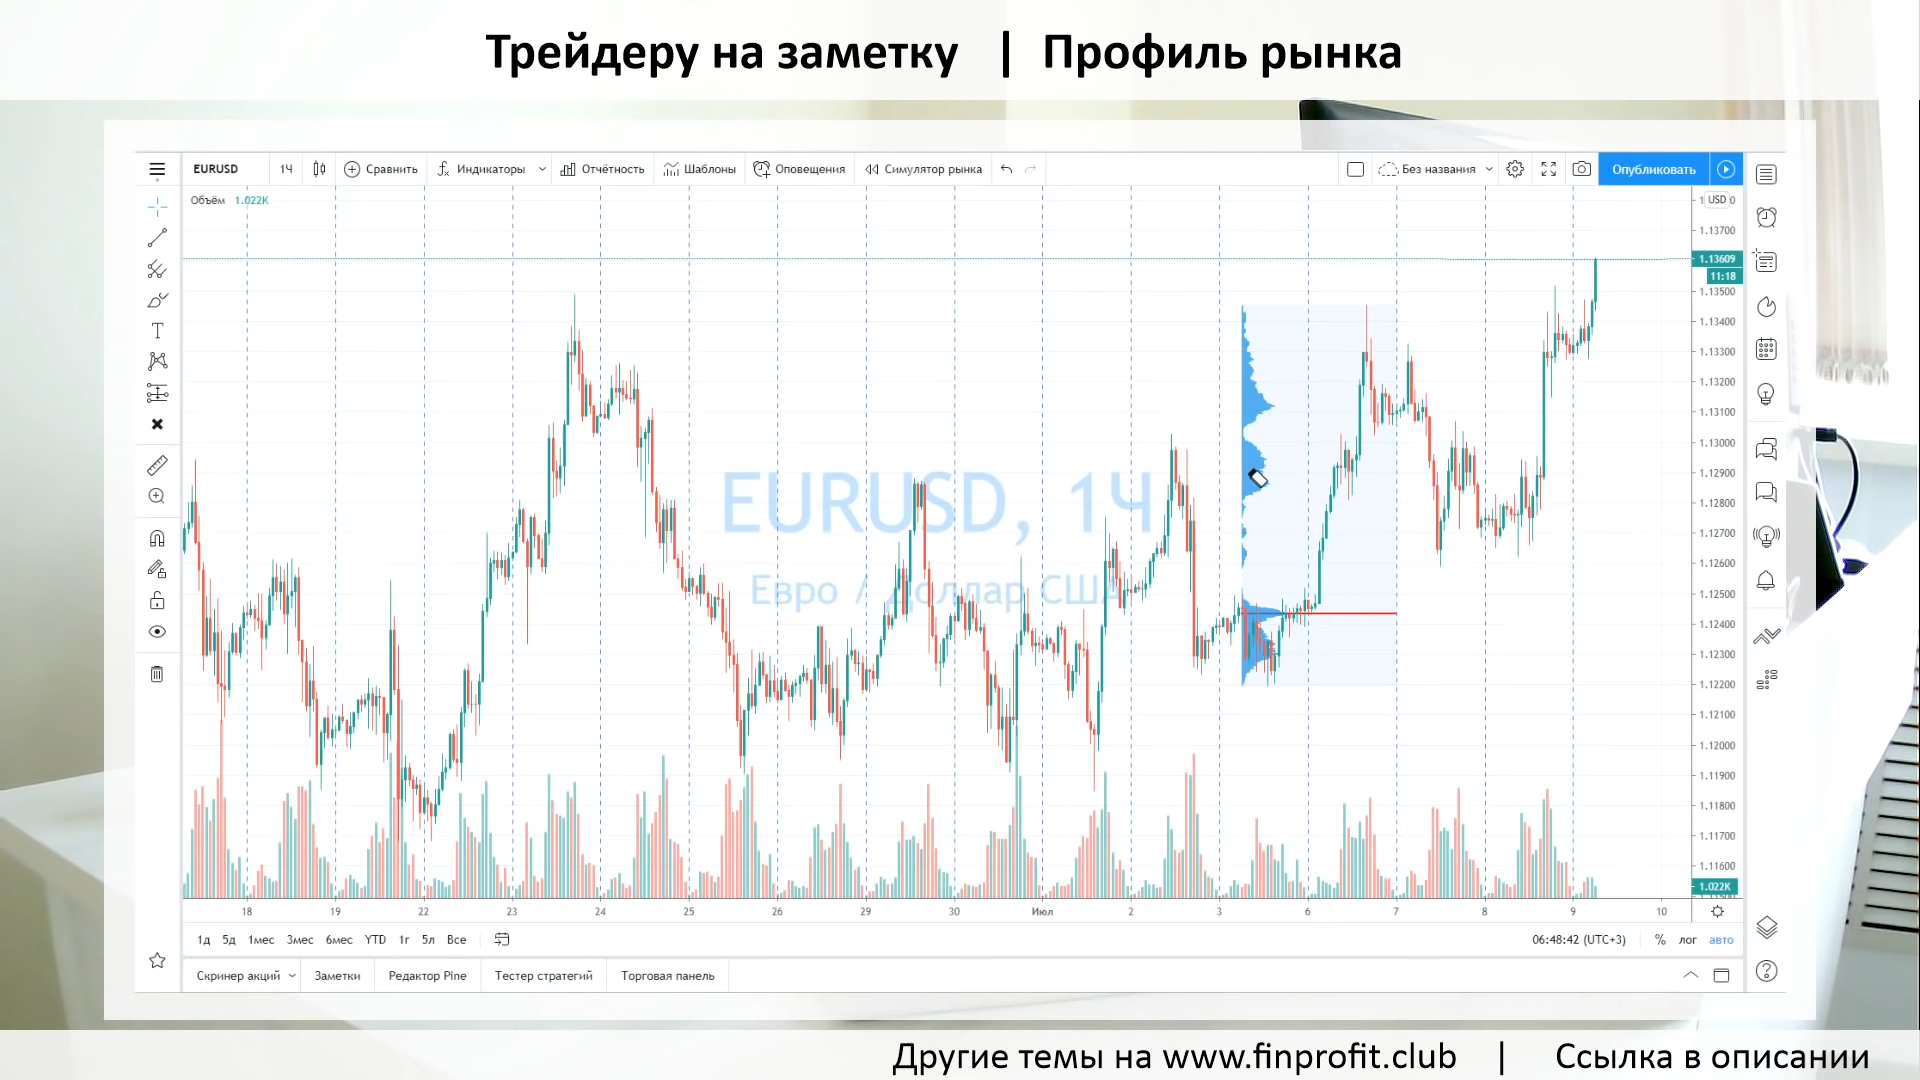 Трейдеру на заметку | Профиль рынка
EURUSD 1Ч Сравнить Индикаторы Отчётность Шаблоны Оповещения Симулятор рынка Без названия Опубликовать
Объём 1.022K
USD
1.13700
1.13609
11:18
1.13500
1.13400
1.13300
1.13200
1.13100
1.13000
1.12900
1.12800
1.12700
1.12600
1.12500
1.12400
1.12300
1.12200
1.12100
1.12000
1.11900
1.11800
1.11700
1.11600
1.022K
EURUSD, 1Ч
Евро / Доллар США
18 19 22 23 24 25 26 29 30 Июл 2 3 6 7 8 9 10
1д 5д 1мес 3мес 6мес YTD 1г 5л Все 06:48:42 (UTC+3) % лог авто
Скринер акций Заметки Редактор Pine Тестер стратегий Торговая панель
Другие темы на www.finprofit.club | Ссылка в описании